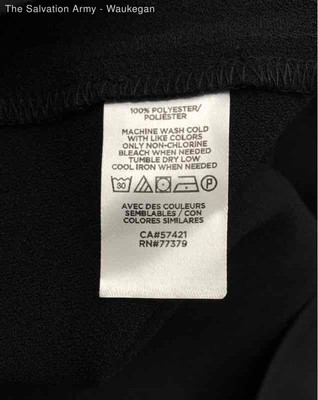 The Salvation Army - Waukegan
100% POLYESTER/
POLIÉSTER
MACHINE WASH COLD
WITH LIKE COLORS
ONLY NON-CHLORINE
BLEACH WHEN NEEDED
TUMBLE DRY LOW
COOL IRON WHEN NEEDED
30 P
AVEC DES COULEURS
SEMBLABLES / CON
COLORES SIMILARES
CA#57421
RN#77379